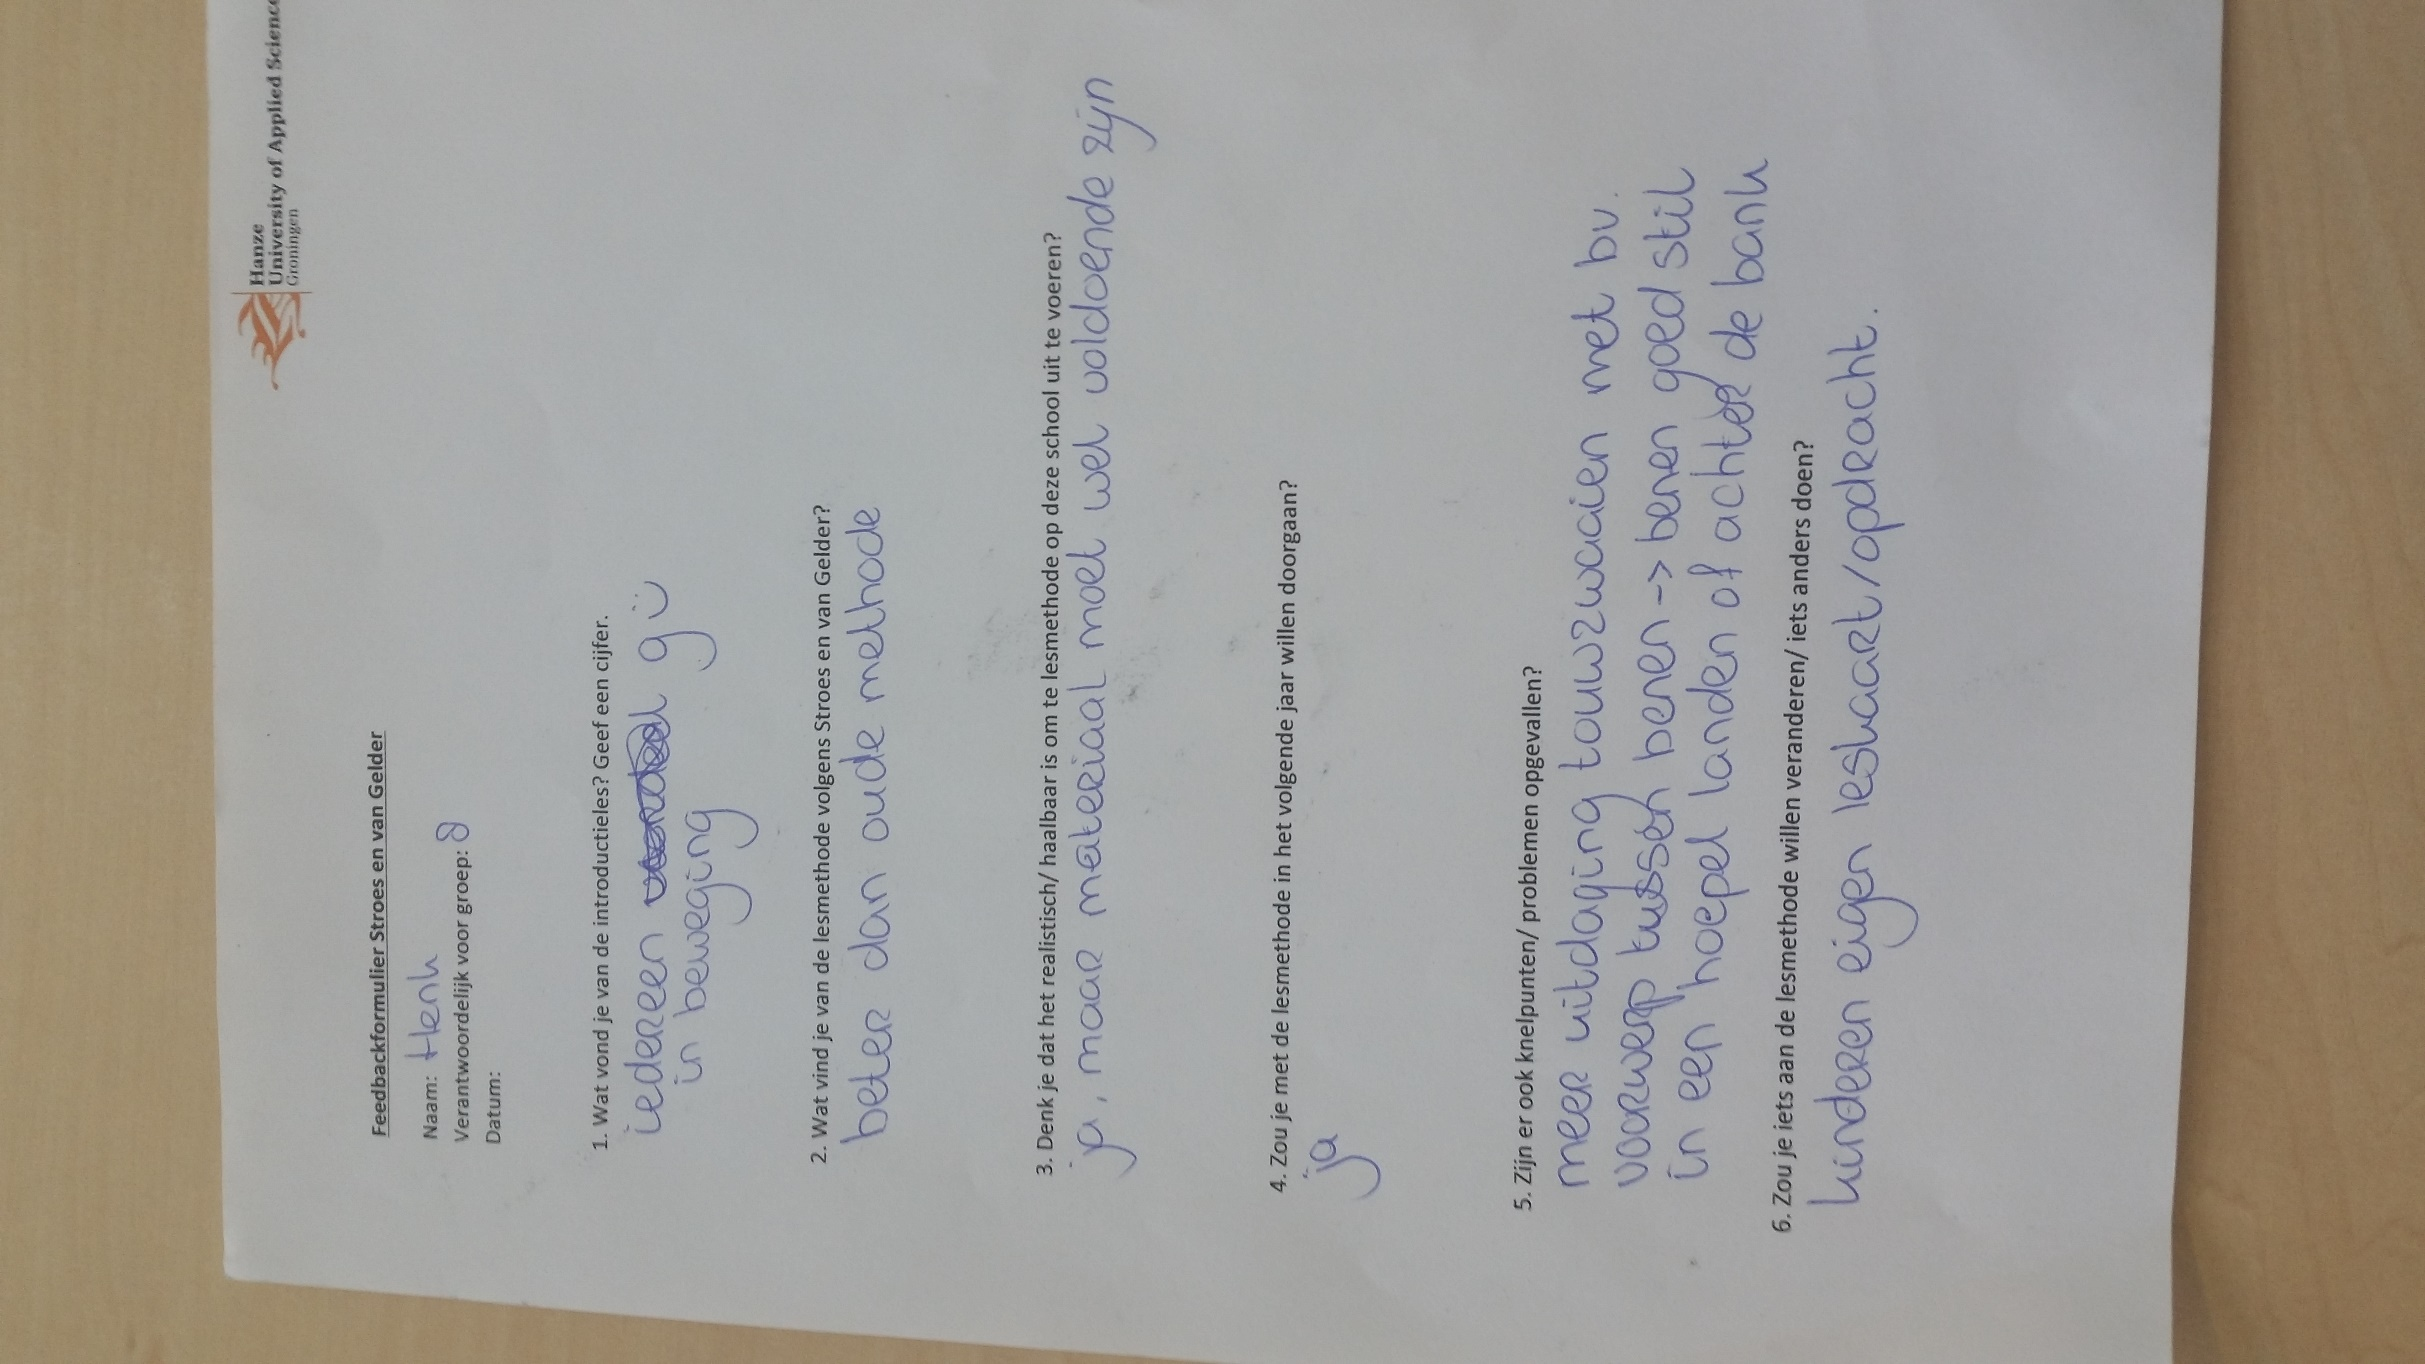 Hanze
University of Applied Science
Groningen
Feedbackformulier Stroes en van Gelder
Naam: Henk
Verantwoordelijk voor groep: 8
Datum:
1. Wat vond je van de introductieles? Geef een cijfer.
iedereen 9 ü
in beweging
2. Wat vind je van de lesmethode volgens Stroes en van Gelder?
beter dan oude methode
3. Denk je dat het realistisch/ haalbaar is om te lesmethode op deze school uit te voeren?
ja, maar materiaal moet wel voldoende zijn
4. Zou je met de lesmethode in het volgende jaar willen doorgaan?
ja
5. Zijn er ook knelpunten/ problemen opgevallen?
meer uitdaging touwzwaaien met bv.
voorwerp tussen benen -> benen goed stil
in een hoepel landen of achter de bank
6. Zou je iets aan de lesmethode willen veranderen/ iets anders doen?
kinderen eigen leskaart/opdracht.